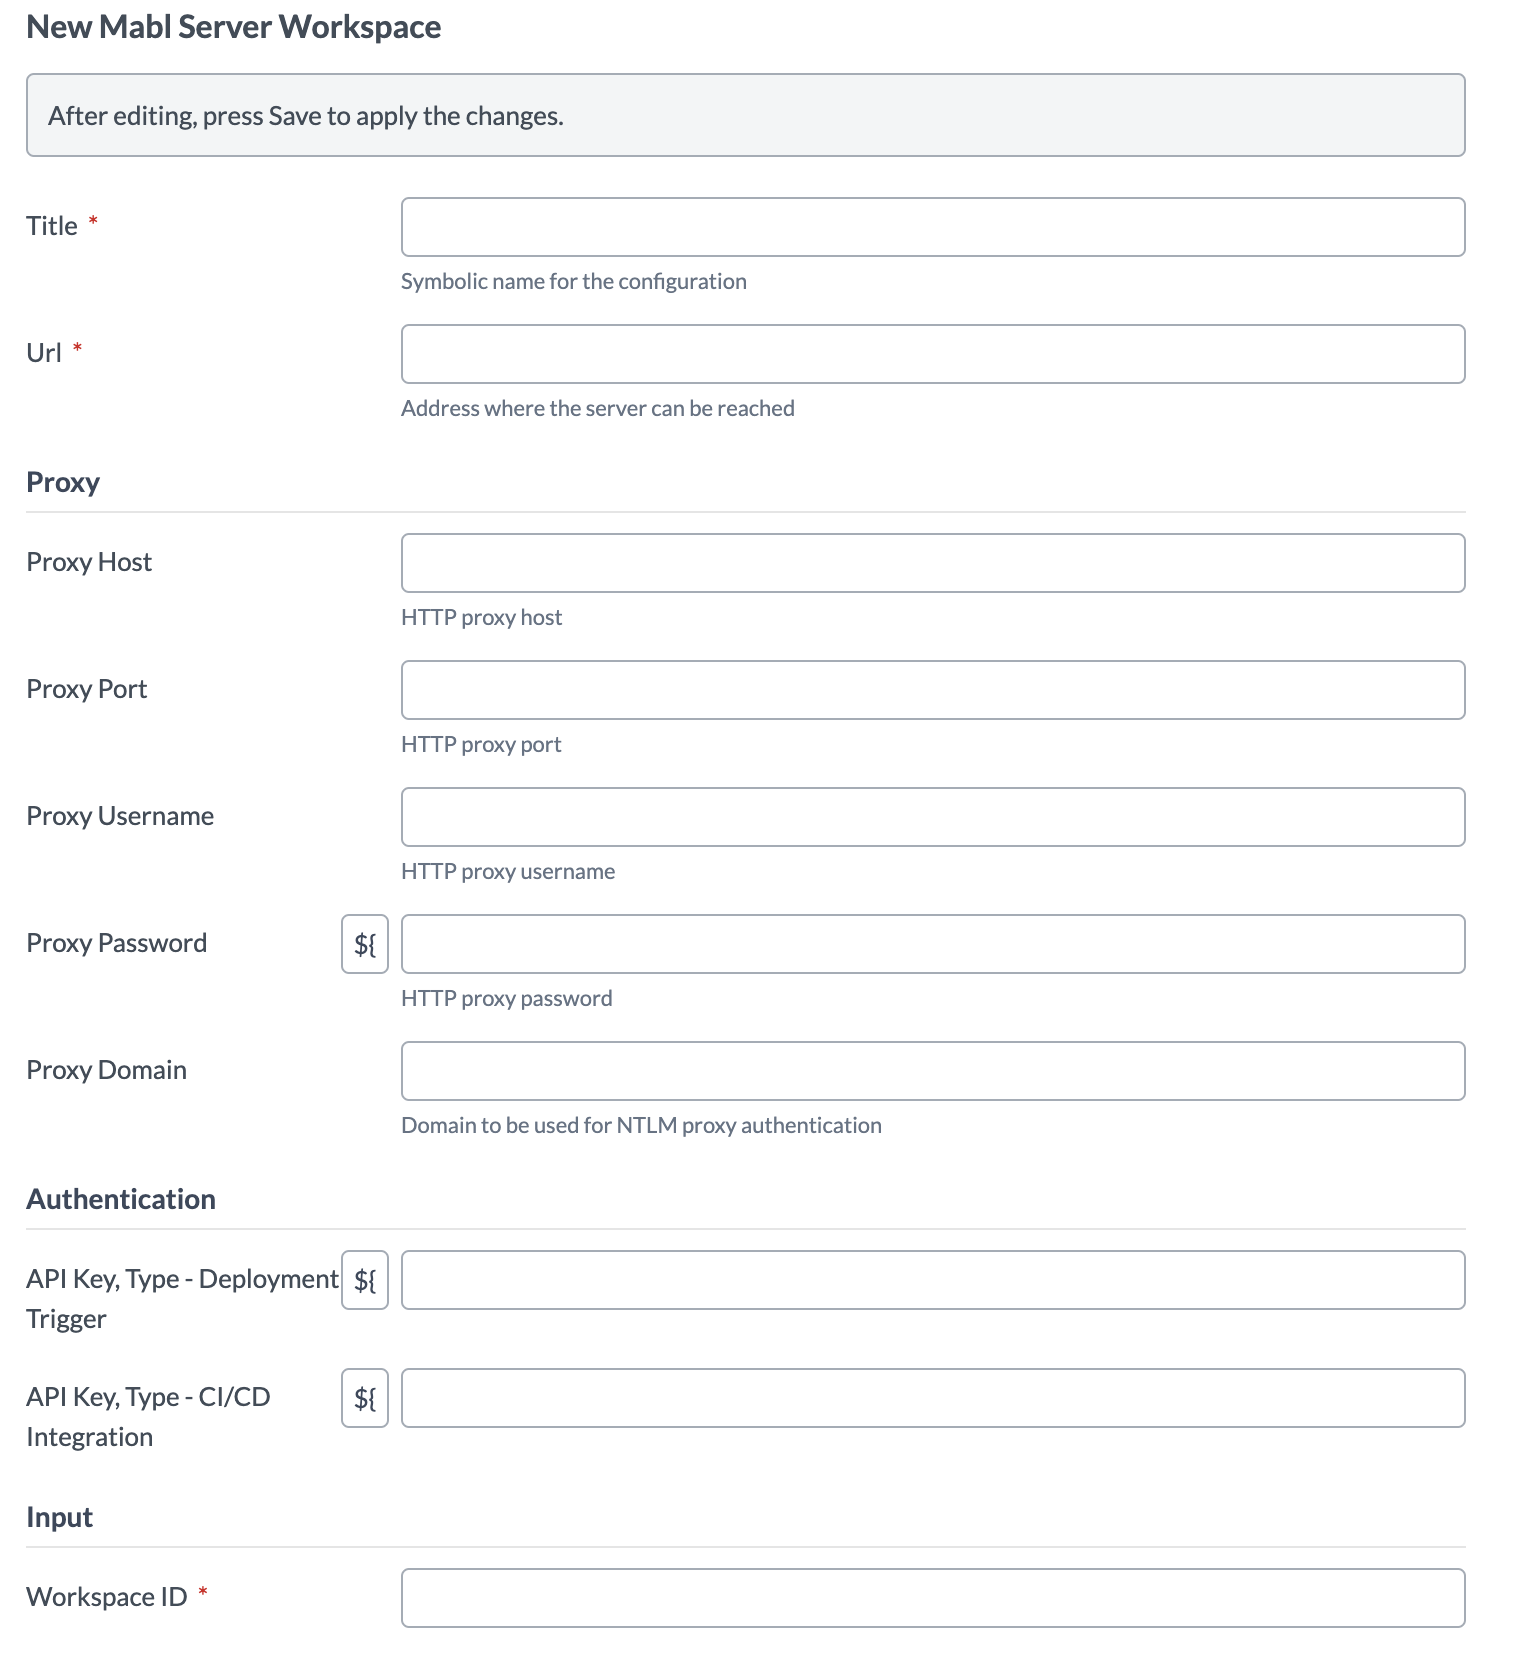 New Mabl Server Workspace
After editing, press Save to apply the changes.
Title *
Symbolic name for the configuration
Url *
Address where the server can be reached
Proxy
Proxy Host
HTTP proxy host
Proxy Port
HTTP proxy port
Proxy Username
HTTP proxy username
Proxy Password ${
HTTP proxy password
Proxy Domain
Domain to be used for NTLM proxy authentication
Authentication
API Key, Type - Deployment ${
Trigger
API Key, Type - CI/CD ${
Integration
Input
Workspace ID *